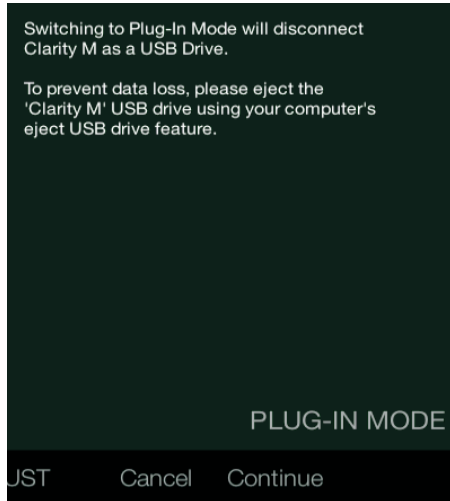 Switching to Plug-In Mode will disconnect
Clarity M as a USB Drive.
To prevent data loss, please eject the
'Clarity M' USB drive using your computer's
eject USB drive feature.
PLUG-IN MODE
UST Cancel Continue